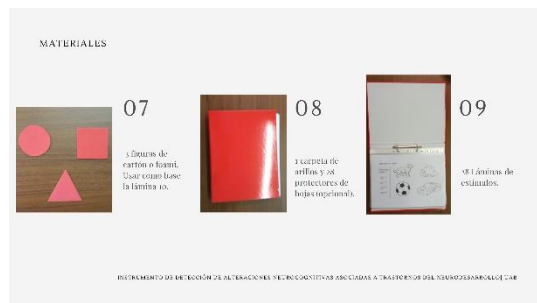 MATERIALES
07
3 figuras de
cartón o foami.
Usar como base
la lámina 10.
08
1 carpeta de
arillos y 28
protectores de
hojas (opcional).
09
28 Láminas de
estímulos.
INSTRUMENTO DE DETECCIÓN DE ALTERACIONES NEUROCOGNITIVAS ASOCIADAS A TRASTORNOS DEL NEURODESARROLLO| UAB